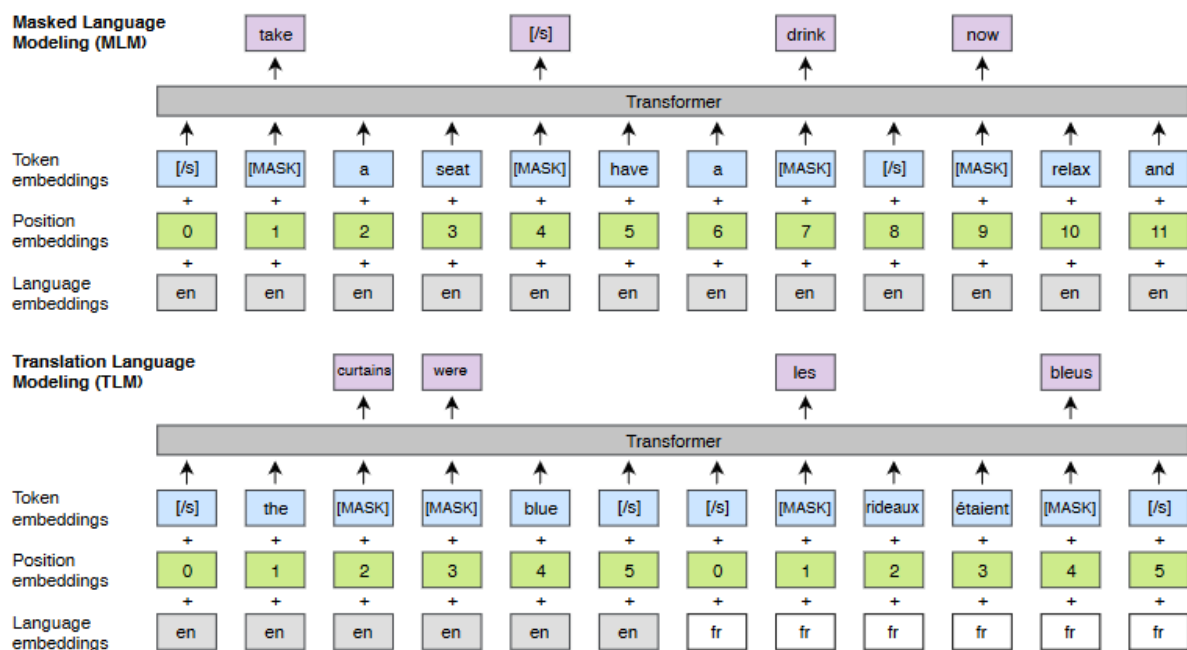 Masked Language
Modeling (MLM)
take [/s] drink now
Transformer
Token
embeddings
[/s] [MASK] a seat [MASK] have a [MASK] [/s] [MASK] relax and
+ + + + + + + + + + + +
Position
embeddings
0 1 2 3 4 5 6 7 8 9 10 11
+ + + + + + + + + + + +
Language
embeddings
en en en en en en en en en en en en
Translation Language
Modeling (TLM)
curtains were les bleus
Transformer
Token
embeddings
[/s] the [MASK] [MASK] blue [/s] [/s] [MASK] rideaux étaient [MASK] [/s]
+ + + + + + + + + + + +
Position
embeddings
0 1 2 3 4 5 0 1 2 3 4 5
+ + + + + + + + + + + +
Language
embeddings
en en en en en en fr fr fr fr fr fr